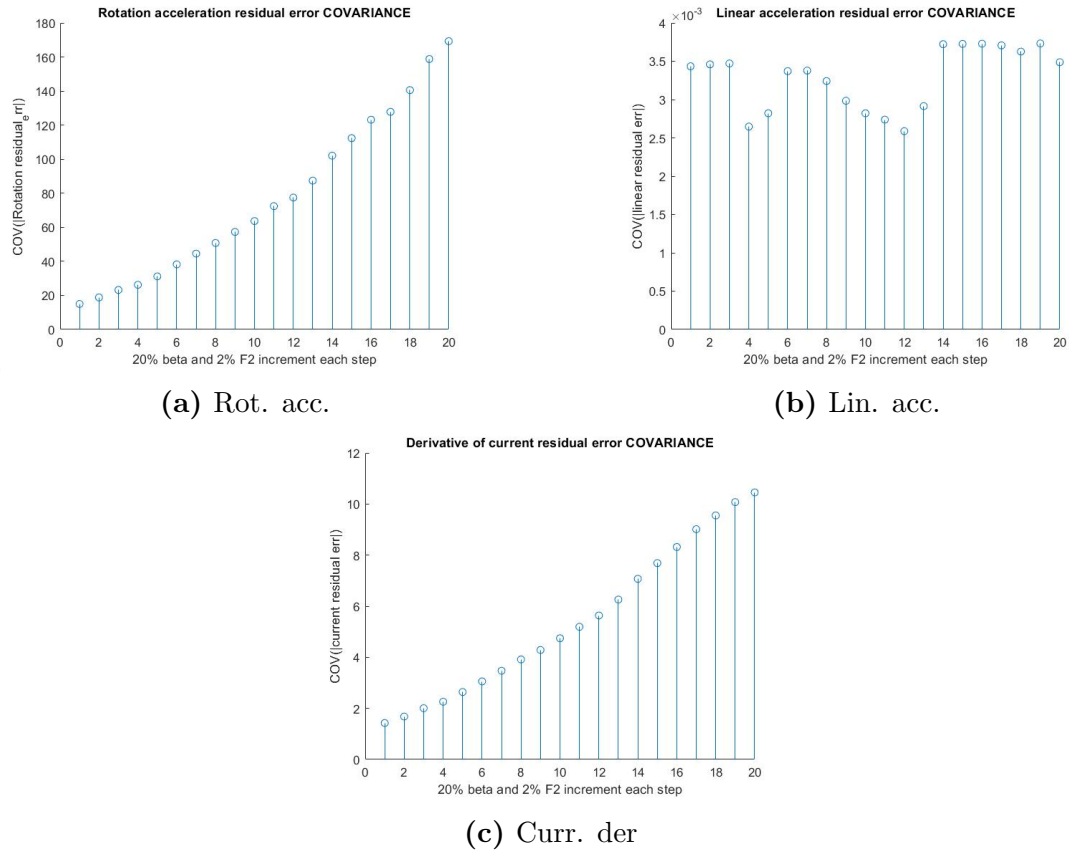 Rotation acceleration residual error COVARIANCE
180
160
140
120
100
80
60
40
20
0
COV(|Rotation residualₑrr|)
0 2 4 6 8 10 12 14 16 18 20
20% beta and 2% F2 increment each step
(a) Rot. acc.
Linear acceleration residual error COVARIANCE
×10⁻³
4
3.5
3
2.5
2
1.5
1
0.5
0
COV(|linear residual err|)
0 2 4 6 8 10 12 14 16 18 20
20% beta and 2% F2 increment each step
(b) Lin. acc.
Derivative of current residual error COVARIANCE
12
10
8
6
4
2
0
COV(|current residual err|)
0 2 4 6 8 10 12 14 16 18 20
20% beta and 2% F2 increment each step
(c) Curr. der